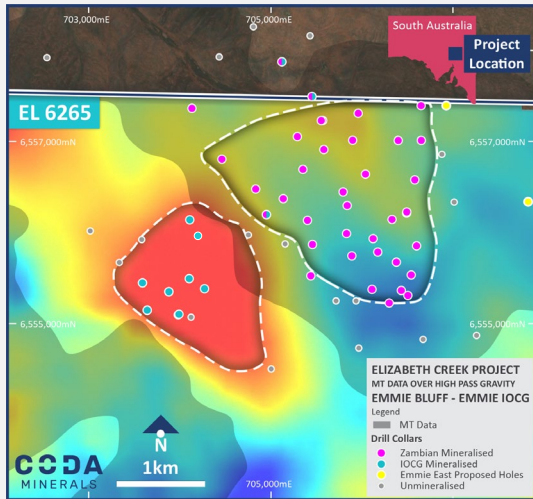 703,000mE
705,000mE
South Australia
Project
Location
EL 6265
6,557,000mN
6,557,000mN
6,555,000mN
6,555,000mN
ELIZABETH CREEK PROJECT
MT DATA OVER HIGH PASS GRAVITY
EMMIE BLUFF - EMMIE IOCG
Legend
MT Data
Drill Collars
Zambian Mineralised
IOCG Mineralised
Emmie East Proposed Holes
Unmineralised
N
1km
CODA
MINERALS
705,000mE